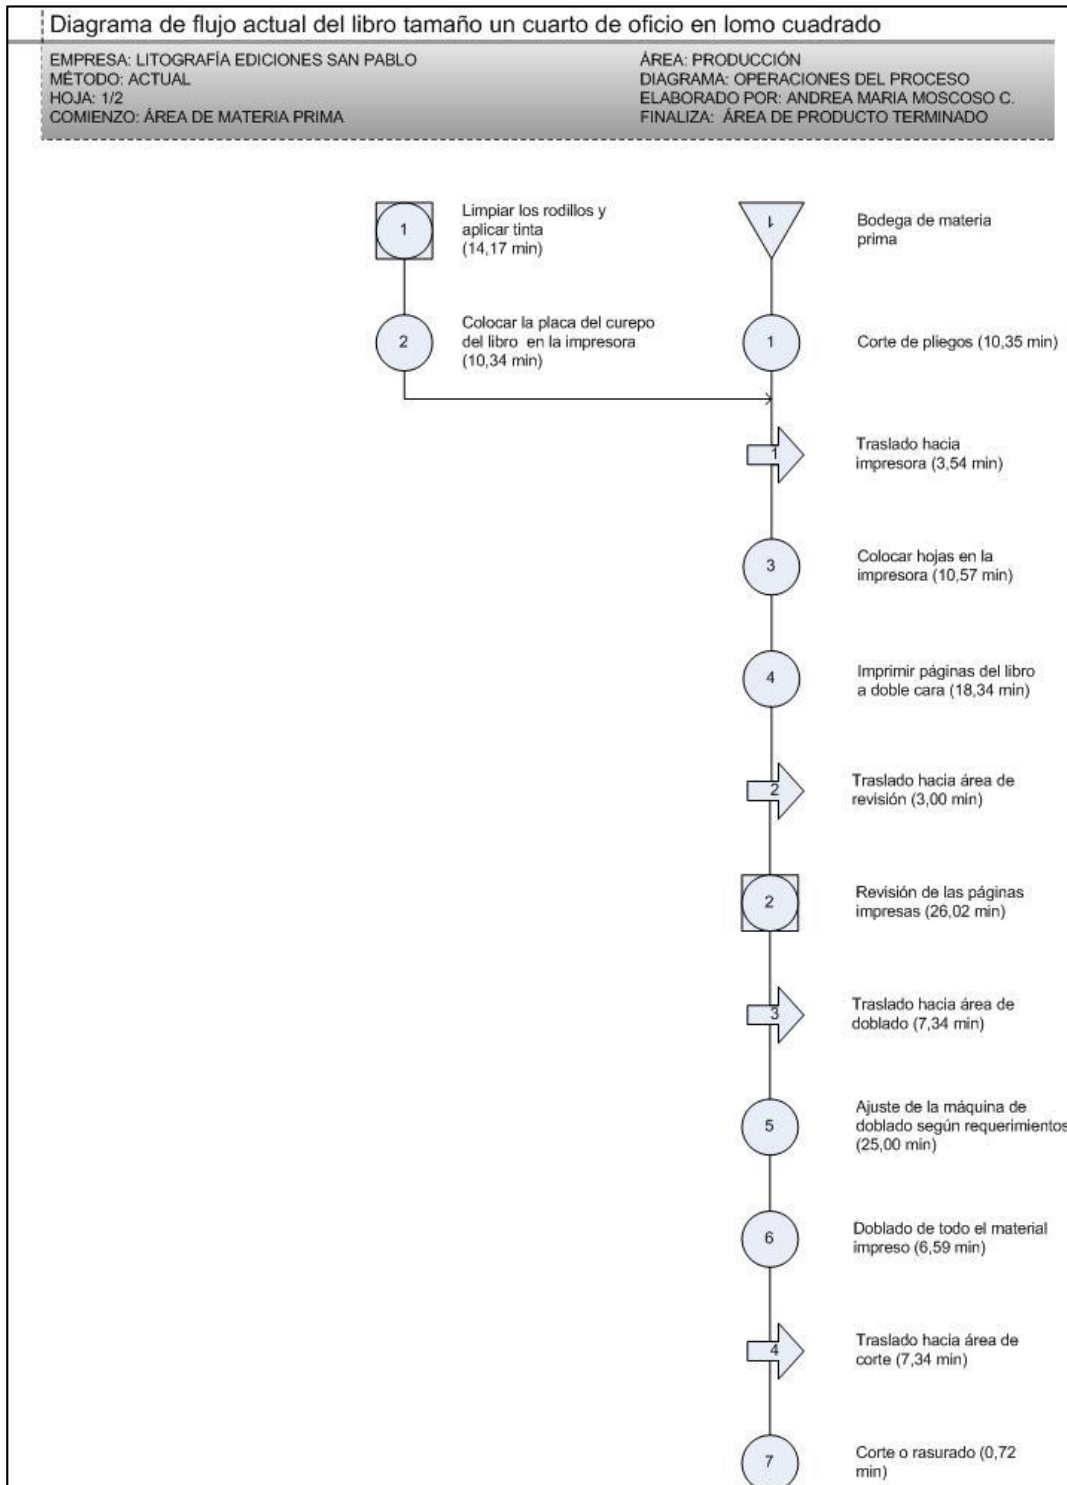 Diagrama de flujo actual del libro tamaño un cuarto de oficio en lomo cuadrado
EMPRESA: LITOGRAFÍA EDICIONES SAN PABLO
MÉTODO: ACTUAL
HOJA: 1/2
COMIENZO: ÁREA DE MATERIA PRIMA
ÁREA: PRODUCCIÓN
DIAGRAMA: OPERACIONES DEL PROCESO
ELABORADO POR: ANDREA MARIA MOSCOSO C.
FINALIZA: ÁREA DE PRODUCTO TERMINADO
1
Limpiar los rodillos y
aplicar tinta
(14,17 min)
1
Bodega de materia
prima
2
Colocar la placa del curepo
del libro en la impresora
(10,34 min)
1
Corte de pliegos (10,35 min)
1
Traslado hacia
impresora (3,54 min)
3
Colocar hojas en la
impresora (10,57 min)
4
Imprimir páginas del libro
a doble cara (18,34 min)
2
Traslado hacia área de
revisión (3,00 min)
2
Revisión de las páginas
impresas (26,02 min)
3
Traslado hacia área de
doblado (7,34 min)
5
Ajuste de la máquina de
doblado según requerimientos
(25,00 min)
6
Doblado de todo el material
impreso (6,59 min)
4
Traslado hacia área de
corte (7,34 min)
7
Corte o rasurado (0,72
min)